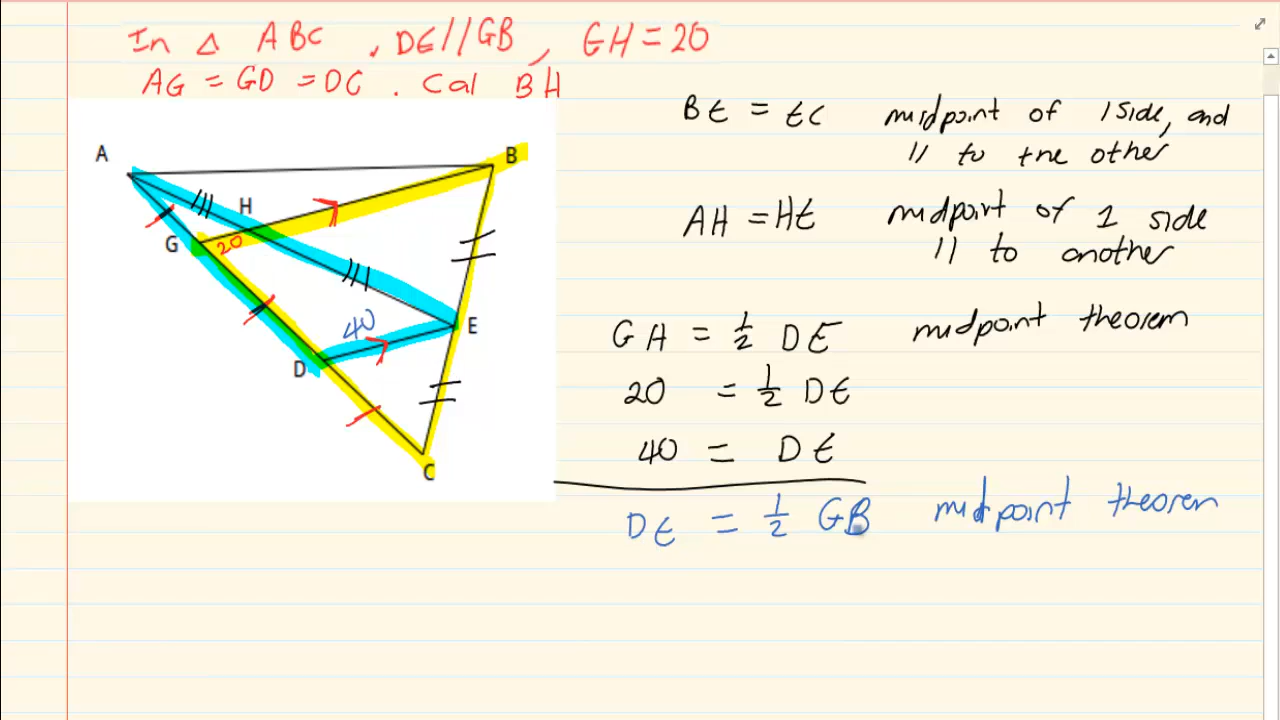 In △ ABC , DE//GB, GH = 20
AG = GD = DC . Cal BH
A
B
H
G
20
40
E
D
C
BE = EC midpoint of 1 side, and
// to the other
AH = HE midpoint of 1 side
// to another
GH = 1/2 DE midpoint theorem
20 = 1/2 DE
40 = DE
DE = 1/2 GB midpoint theorem